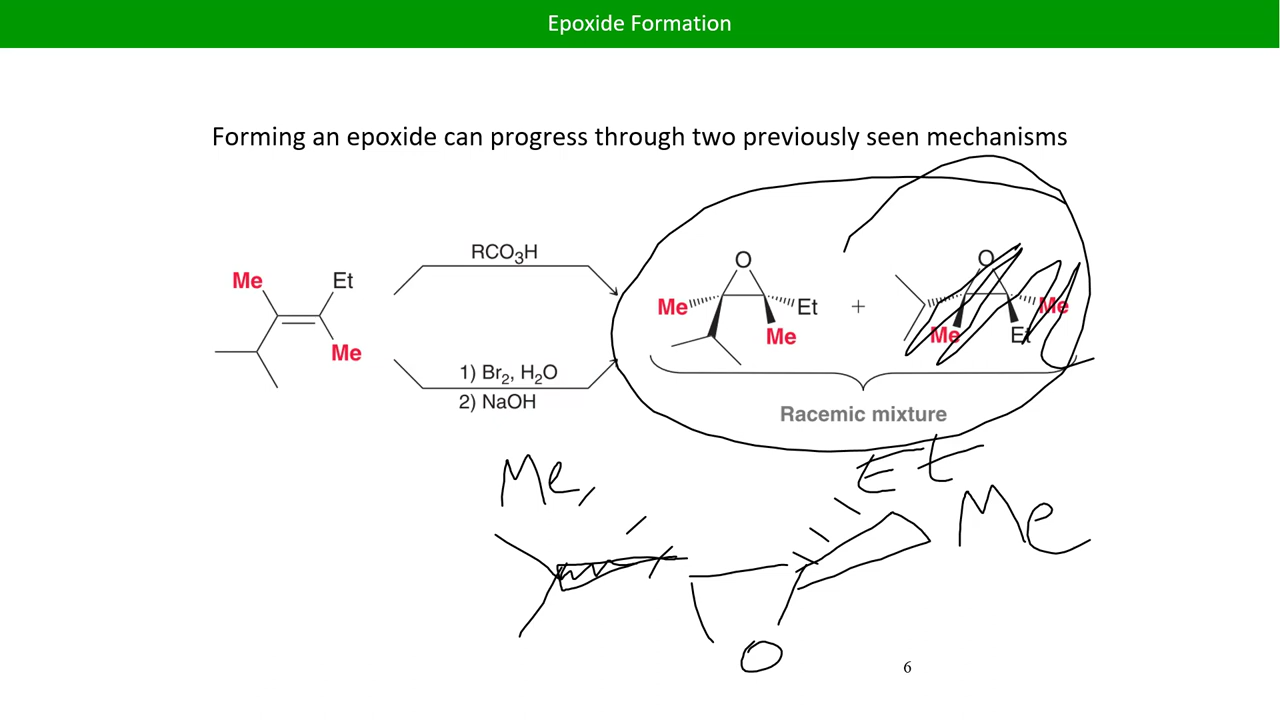 Epoxide Formation
Forming an epoxide can progress through two previously seen mechanisms
RCO₃H
Me Et
Me
1) Br₂, H₂O
2) NaOH
O O
Me Et + Me
Me Me Et
Racemic mixture
Et
Me Me
O
6